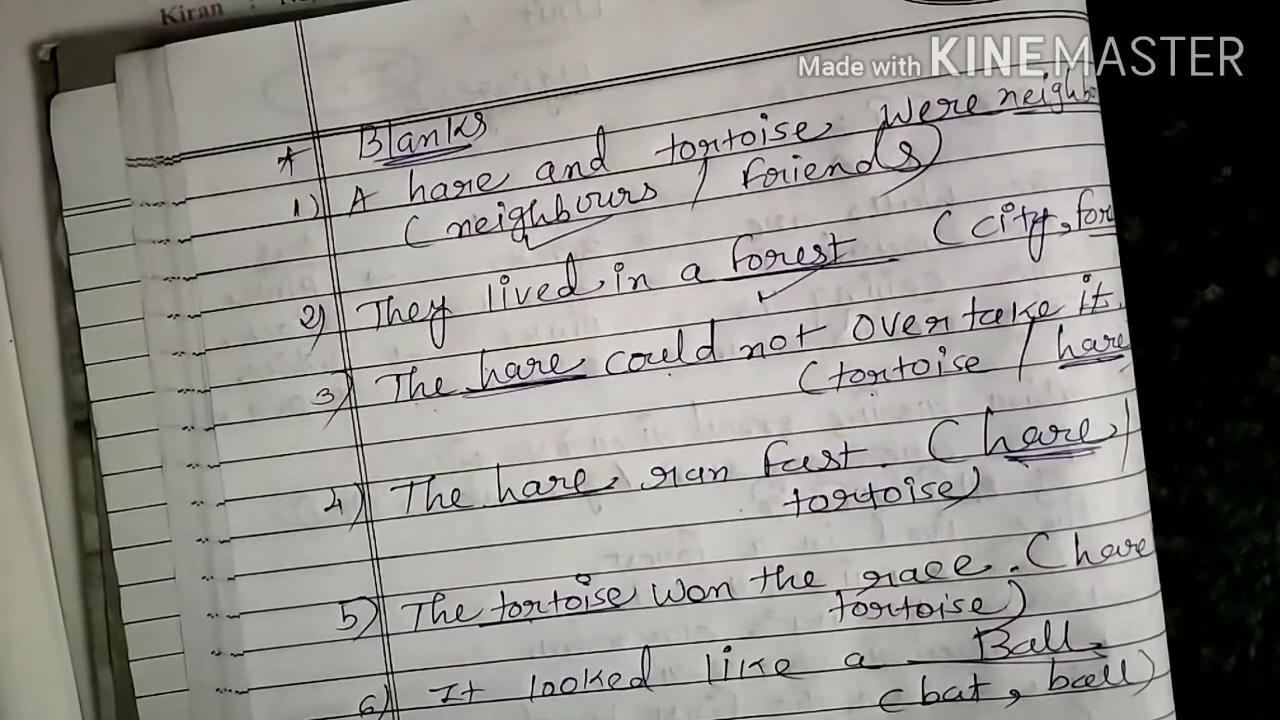 Kiran :
Made with KINEMASTER
* Blanks
1) A hare and tortoise were neighbo
( neighbours / friends)
2) They lived in a forest (city, for
3) The hare could not overtake it.
(tortoise / hare
4) The hare ran fast. (hare /
tortoise)
5) The tortoise won the race. (hare
tortoise)
6) It looked like a Ball.
(bat, ball)